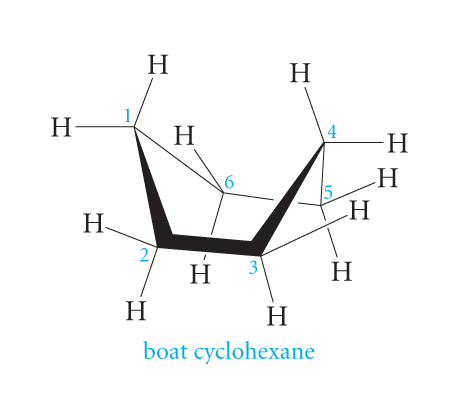 H
H
H 1 H 4 H
6 H
5 H
H
2 H 3 H
H H
boat cyclohexane